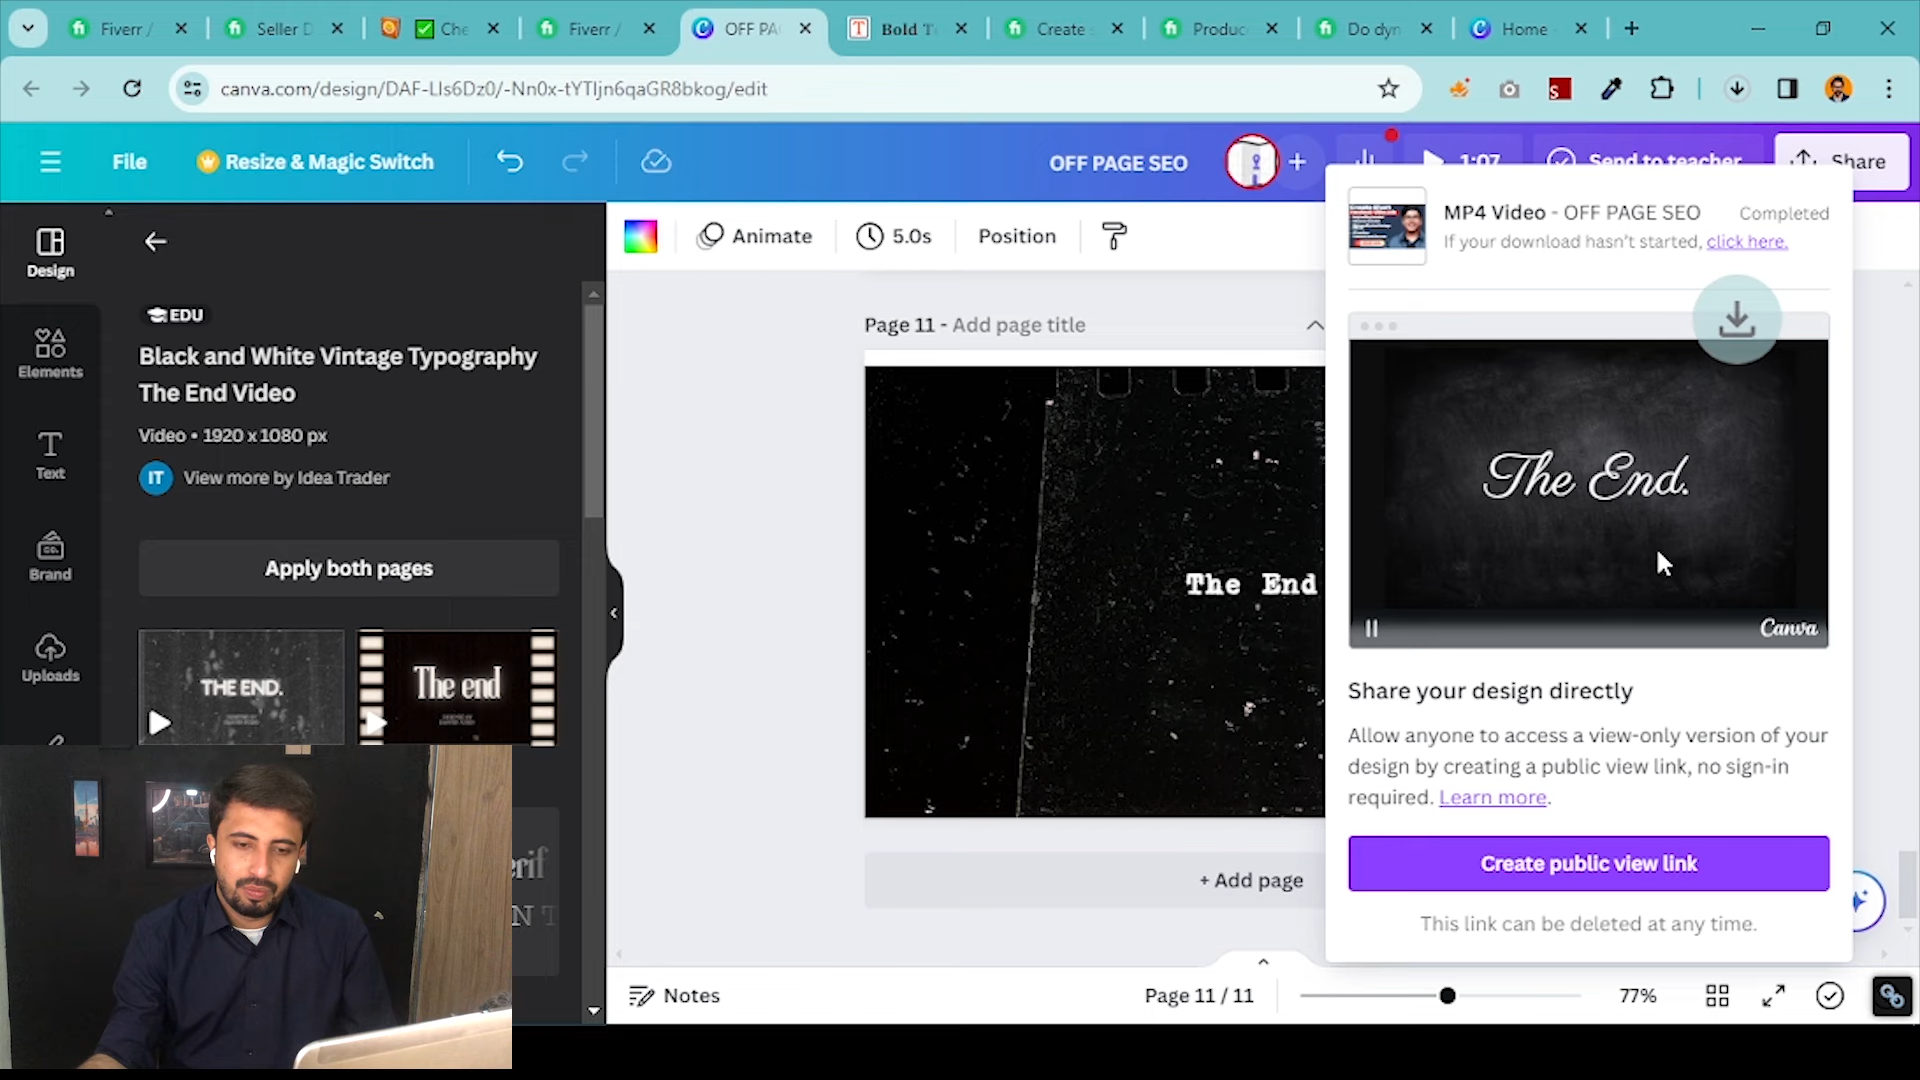 Fiverr /
Seller D
Che
Fiverr /
OFF PA
Bold T
Create
Produc
Do dyn
Home
canva.com/design/DAF-Lls6Dz0/-Nn0x-tYTljn6qaGR8bkog/edit
File
Resize & Magic Switch
OFF PAGE SEO
1:07
Send to teacher
Share
Design
Elements
Text
Brand
Uploads
EDU
Black and White Vintage Typography
The End Video
Video • 1920 x 1080 px
IT
View more by Idea Trader
Apply both pages
THE END.
The end
Animate
5.0s
Position
Page 11 - Add page title
The End
+ Add page
MP4 Video - OFF PAGE SEO
Completed
If your download hasn't started, click here.
The End.
Canva
Share your design directly
Allow anyone to access a view-only version of your
design by creating a public view link, no sign-in
required. Learn more.
Create public view link
This link can be deleted at any time.
Notes
Page 11 / 11
77%